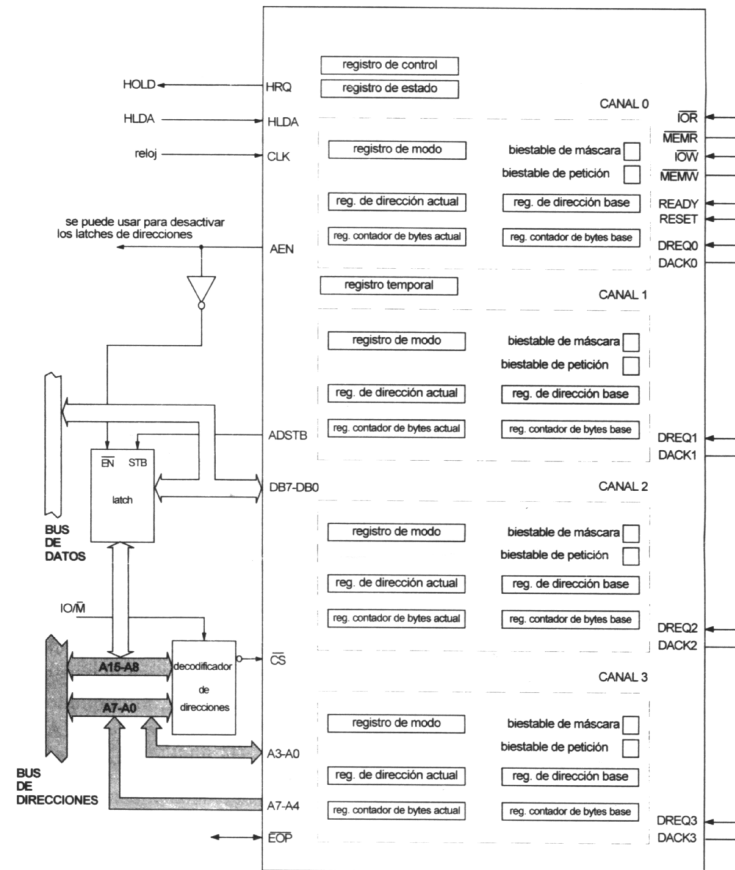 registro de control
HOLD
HRQ
registro de estado
CANAL 0
HLDA
HLDA
IOR
MEMR
reloj
CLK
registro de modo
biestable de máscara
IOW
biestable de petición
MEMW
se puede usar para desactivar
los latches de direcciones
reg. de dirección actual
reg. de dirección base
READY
RESET
AEN
reg. contador de bytes actual
reg. contador de bytes base
DREQ0
DACK0
registro temporal
CANAL 1
registro de modo
biestable de máscara
biestable de petición
reg. de dirección actual
reg. de dirección base
ADSTB
reg. contador de bytes actual
reg. contador de bytes base
DREQ1
DACK1
EN STB
latch
DB7-DB0
CANAL 2
BUS
DE
DATOS
registro de modo
biestable de máscara
biestable de petición
reg. de dirección actual
reg. de dirección base
IO/M
reg. contador de bytes actual
reg. contador de bytes base
DREQ2
DACK2
A15-A8
decodificador
de
direcciones
CS
CANAL 3
A7-A0
registro de modo
biestable de máscara
biestable de petición
A3-A0
BUS
DE
DIRECCIONES
reg. de dirección actual
reg. de dirección base
A7-A4
reg. contador de bytes actual
reg. contador de bytes base
DREQ3
EOP
DACK3